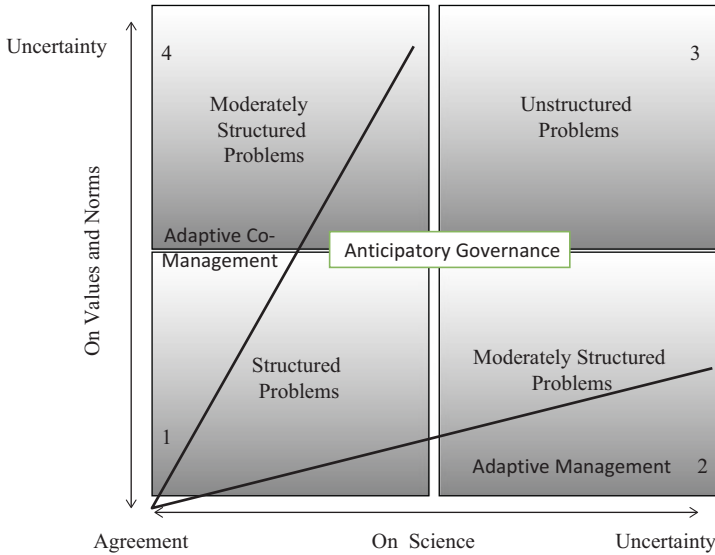 Uncertainty
4
3
Moderately
Structured
Problems
Unstructured
Problems
On Values and Norms
Adaptive Co-
Management
Anticipatory Governance
Structured
Problems
Moderately Structured
Problems
1
Adaptive Management
2
Agreement
On Science
Uncertainty